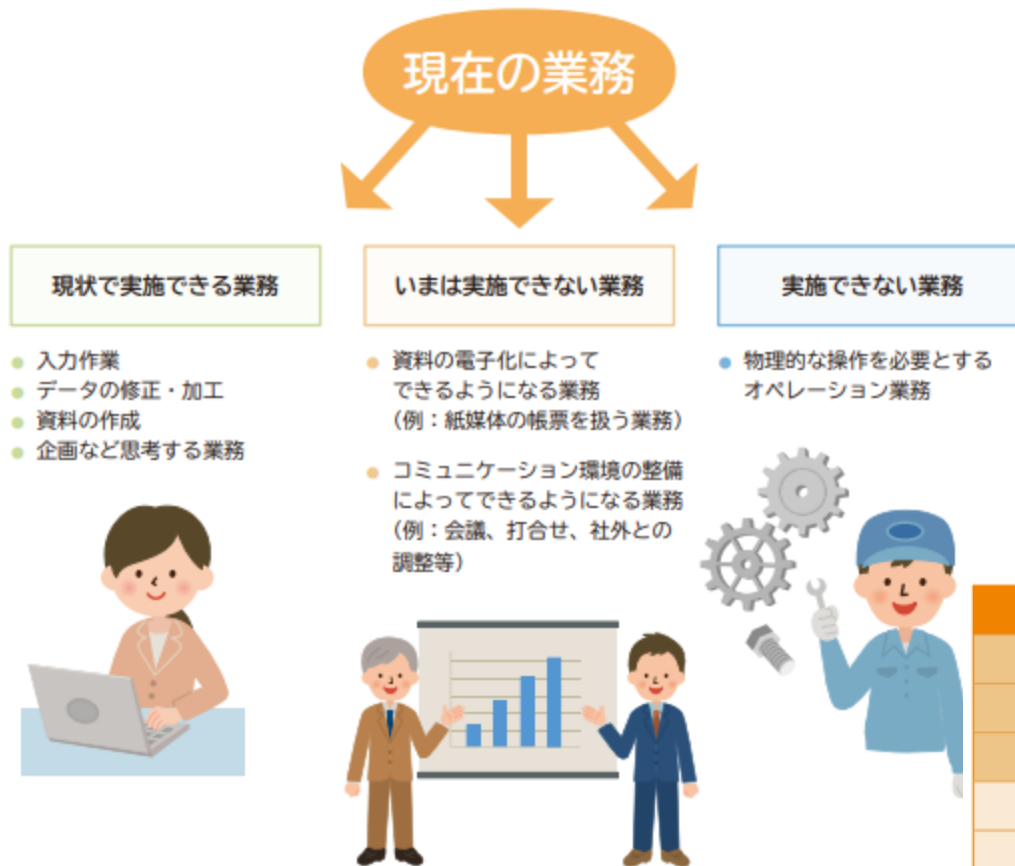 現在の業務
現状で実施できる業務
入力作業
データの修正・加工
資料の作成
企画など思考する業務
いまは実施できない業務
資料の電子化によって
できるようになる業務
（例：紙媒体の帳票を扱う業務）
コミュニケーション環境の整備
によってできるようになる業務
（例：会議、打合せ、社外との
調整等）
実施できない業務
物理的な操作を必要とする
オペレーション業務